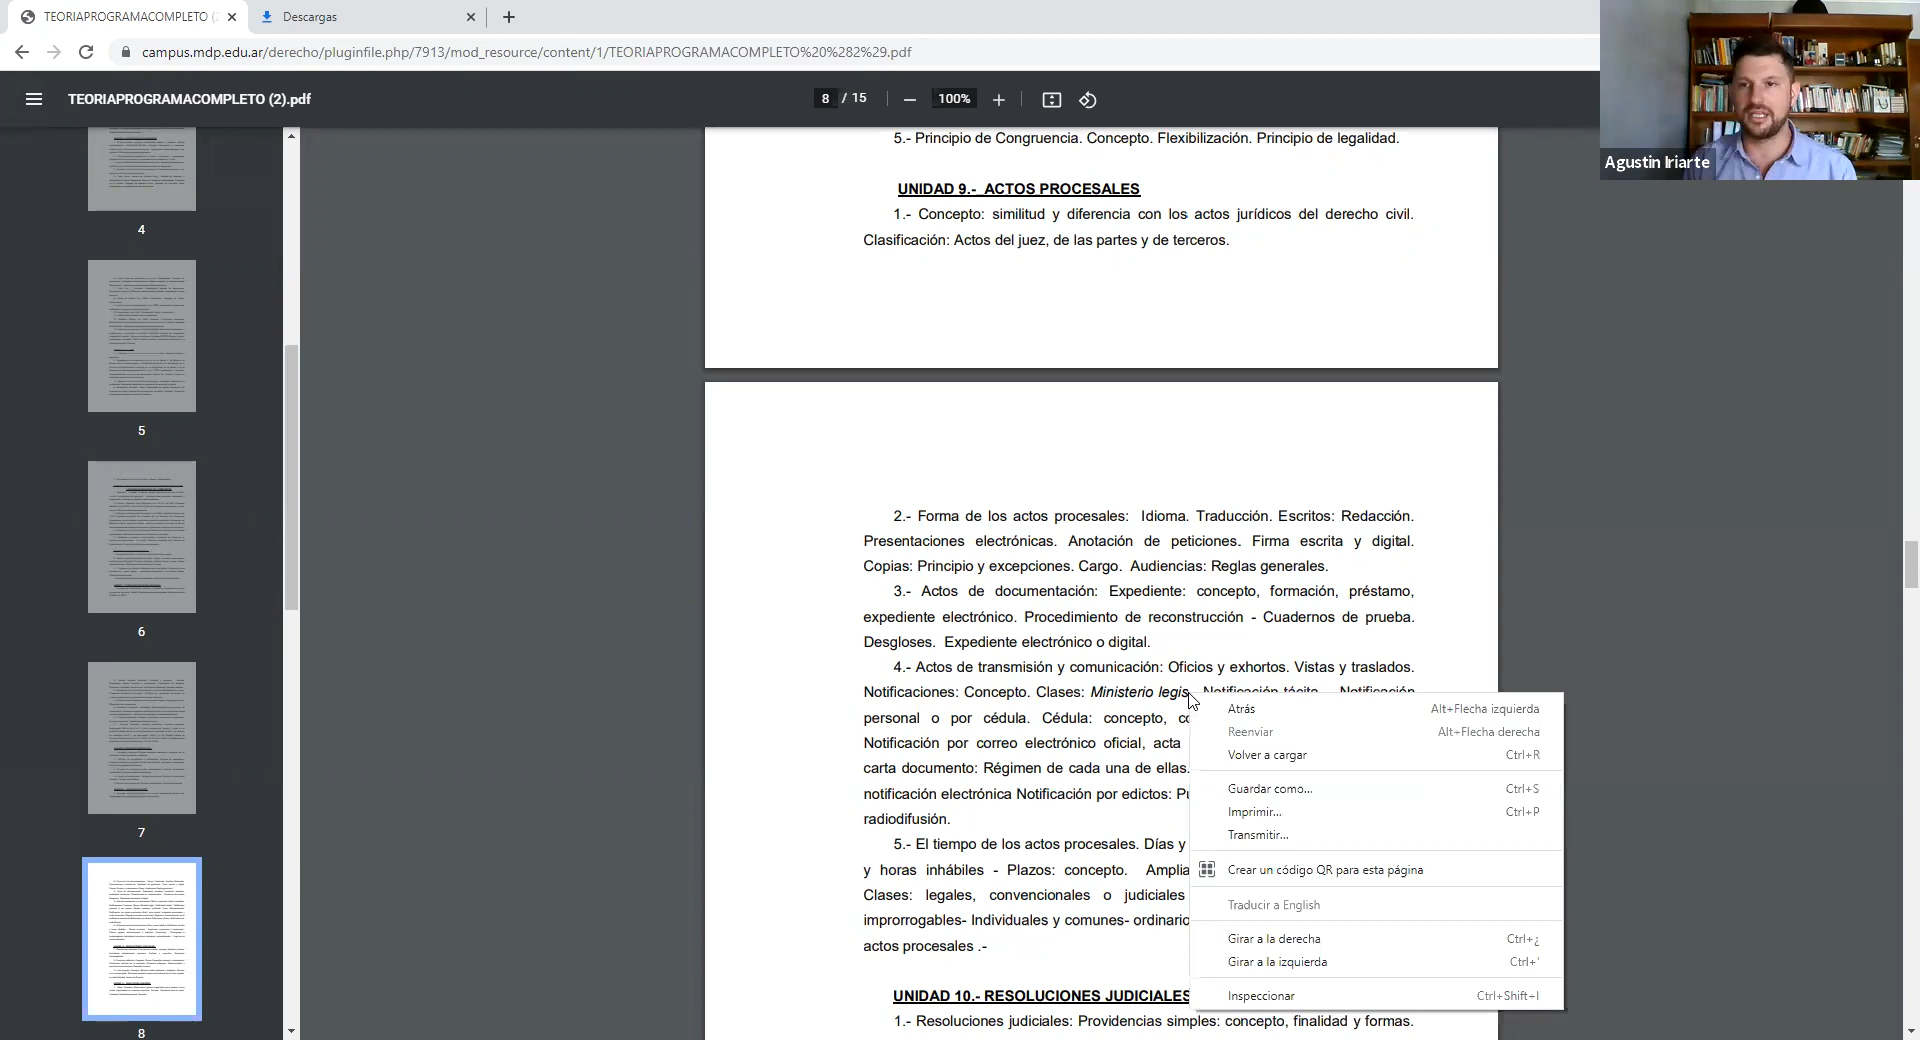 TEORIAPROGRAMACOMPLETO (2
Descargas
campus.mdp.edu.ar/derecho/pluginfile.php/7913/mod_resource/content/1/TEORIAPROGRAMACOMPLETO%20%282%29.pdf
TEORIAPROGRAMACOMPLETO (2).pdf
8 / 15
100%
Agustin Iriarte
4
5
6
7
8
5.- Principio de Congruencia. Concepto. Flexibilización. Principio de legalidad.
UNIDAD 9.- ACTOS PROCESALES
1.- Concepto: similitud y diferencia con los actos jurídicos del derecho civil.
Clasificación: Actos del juez, de las partes y de terceros.
2.- Forma de los actos procesales: Idioma. Traducción. Escritos: Redacción.
Presentaciones electrónicas. Anotación de peticiones. Firma escrita y digital.
Copias: Principio y excepciones. Cargo. Audiencias: Reglas generales.
3.- Actos de documentación: Expediente: concepto, formación, préstamo,
expediente electrónico. Procedimiento de reconstrucción - Cuadernos de prueba.
Desgloses. Expediente electrónico o digital.
4.- Actos de transmisión y comunicación: Oficios y exhortos. Vistas y traslados.
Notificaciones: Concepto. Clases: Ministerio legis Notificación tácita Notificación
personal o por cédula. Cédula: concepto, co
Notificación por correo electrónico oficial, acta
carta documento: Régimen de cada una de ellas.
notificación electrónica Notificación por edictos: Pu
radiodifusión.
5.- El tiempo de los actos procesales. Días y
y horas inhábiles - Plazos: concepto. Amplia
Clases: legales, convencionales o judiciales
improrrogables- Individuales y comunes- ordinario
actos procesales .-
UNIDAD 10.- RESOLUCIONES JUDICIALES
1.- Resoluciones judiciales: Providencias simples: concepto, finalidad y formas.
Atrás Alt+Flecha izquierda
Reenviar Alt+Flecha derecha
Volver a cargar Ctrl+R
Guardar como... Ctrl+S
Imprimir... Ctrl+P
Transmitir...
Crear un código QR para esta página
Traducir a English
Girar a la derecha Ctrl+¿
Girar a la izquierda Ctrl+'
Inspeccionar Ctrl+Shift+I